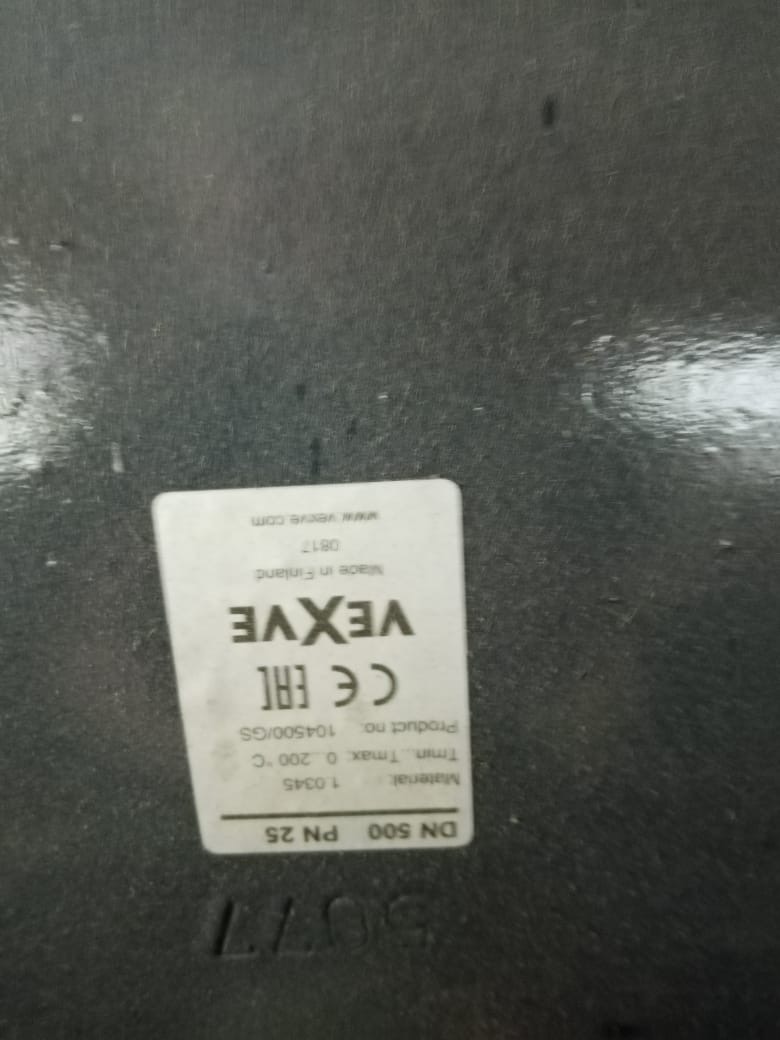 DN 500 PN 25
Material: 1.0345
Tmin...Tmax: 0...200 °C
Product no: 104500/GS
CE EAC
VEXVE
Made in Finland
0817
www.vexve.com